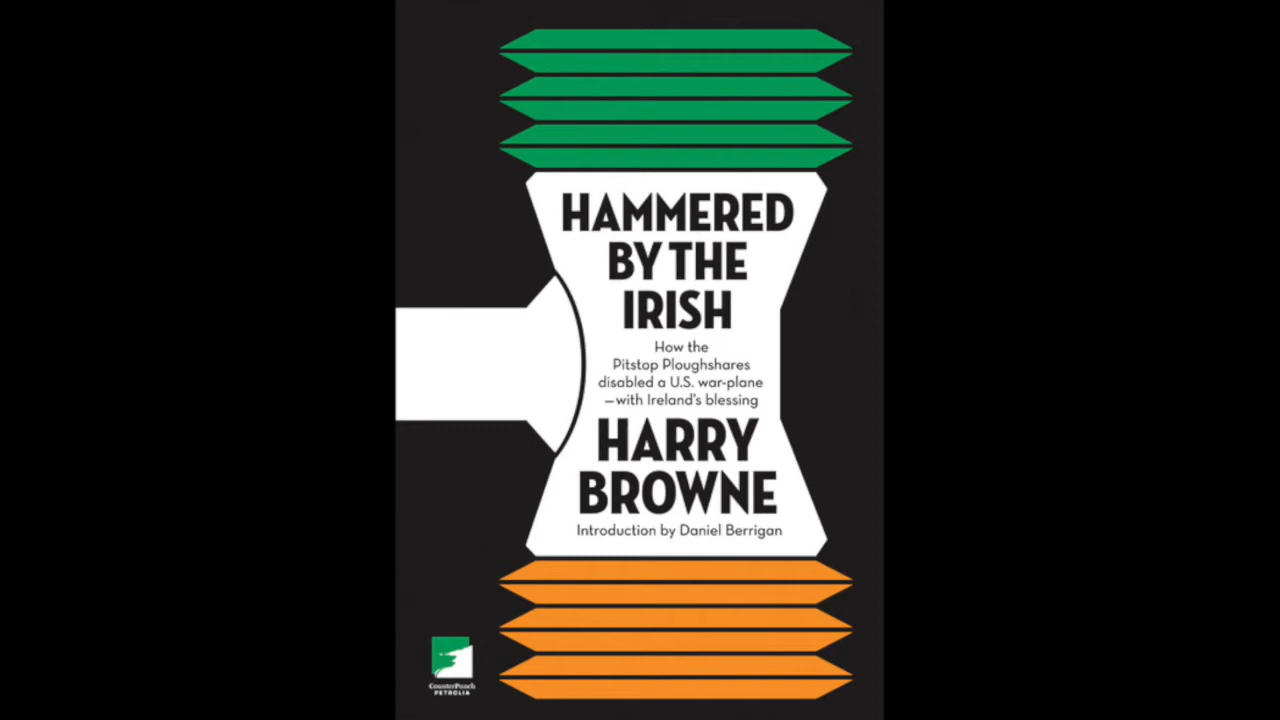 HAMMERED
BY THE
IRISH
How the
Pitstop Ploughshares
disabled a U.S. war-plane
—with Ireland's blessing
HARRY
BROWNE
Introduction by Daniel Berrigan
CounterPunch
PETROLIA